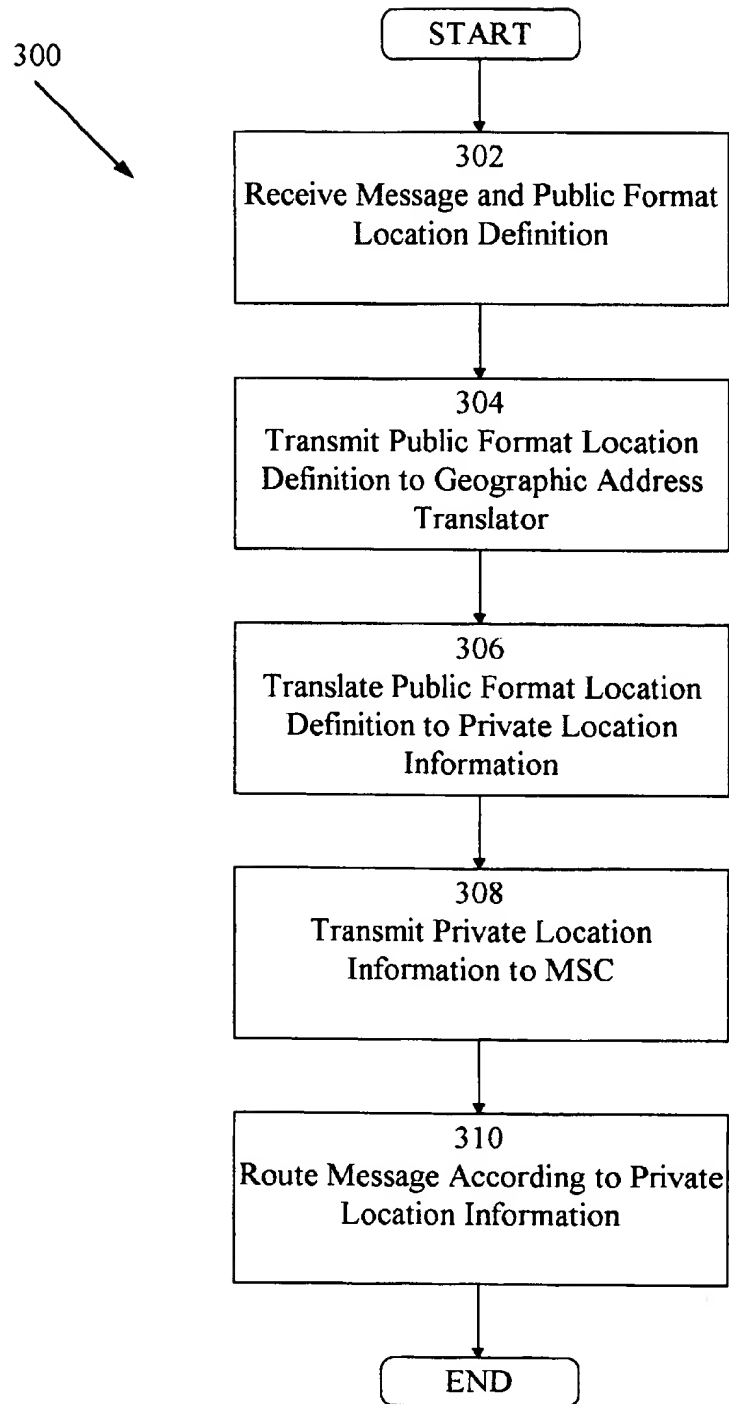 START
300
302
Receive Message and Public Format
Location Definition
304
Transmit Public Format Location
Definition to Geographic Address
Translator
306
Translate Public Format Location
Definition to Private Location
Information
308
Transmit Private Location
Information to MSC
310
Route Message According to Private
Location Information
END